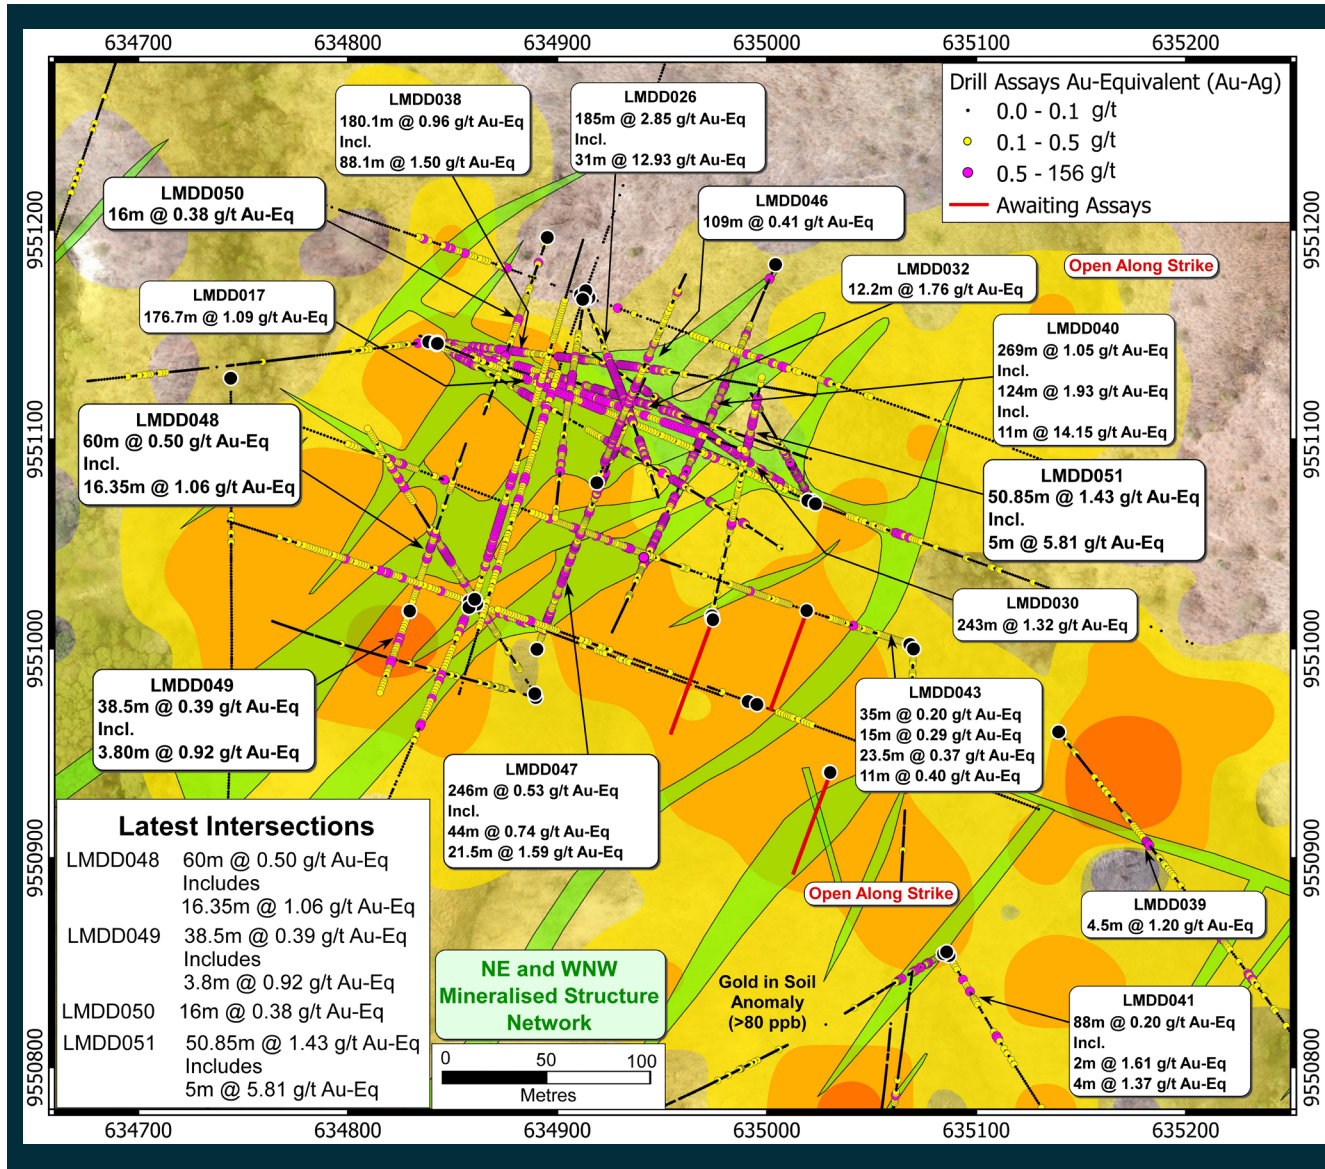 634700 634800 634900 635000 635100 635200
Drill Assays Au-Equivalent (Au-Ag)
0.0 - 0.1 g/t
0.1 - 0.5 g/t
0.5 - 156 g/t
Awaiting Assays
LMDD038
180.1m @ 0.96 g/t Au-Eq
Incl.
88.1m @ 1.50 g/t Au-Eq
LMDD026
185m @ 2.85 g/t Au-Eq
Incl.
31m @ 12.93 g/t Au-Eq
LMDD050
16m @ 0.38 g/t Au-Eq
LMDD046
109m @ 0.41 g/t Au-Eq
9551200
9551200
Open Along Strike
LMDD032
12.2m @ 1.76 g/t Au-Eq
LMDD017
176.7m @ 1.09 g/t Au-Eq
LMDD040
269m @ 1.05 g/t Au-Eq
Incl.
124m @ 1.93 g/t Au-Eq
Incl.
11m @ 14.15 g/t Au-Eq
9551100
9551100
LMDD048
60m @ 0.50 g/t Au-Eq
Incl.
16.35m @ 1.06 g/t Au-Eq
LMDD051
50.85m @ 1.43 g/t Au-Eq
Incl.
5m @ 5.81 g/t Au-Eq
LMDD030
243m @ 1.32 g/t Au-Eq
9551000
9551000
LMDD049
38.5m @ 0.39 g/t Au-Eq
Incl.
3.80m @ 0.92 g/t Au-Eq
LMDD043
35m @ 0.20 g/t Au-Eq
15m @ 0.29 g/t Au-Eq
23.5m @ 0.37 g/t Au-Eq
11m @ 0.40 g/t Au-Eq
LMDD047
246m @ 0.53 g/t Au-Eq
Incl.
44m @ 0.74 g/t Au-Eq
21.5m @ 1.59 g/t Au-Eq
9550900
9550900
Open Along Strike
LMDD039
4.5m @ 1.20 g/t Au-Eq
Latest Intersections
LMDD048 60m @ 0.50 g/t Au-Eq
Includes
16.35m @ 1.06 g/t Au-Eq
LMDD049 38.5m @ 0.39 g/t Au-Eq
Includes
3.8m @ 0.92 g/t Au-Eq
LMDD050 16m @ 0.38 g/t Au-Eq
LMDD051 50.85m @ 1.43 g/t Au-Eq
Includes
5m @ 5.81 g/t Au-Eq
NE and WNW
Mineralised Structure
Network
Gold in Soil
Anomaly
(>80 ppb)
LMDD041
88m @ 0.20 g/t Au-Eq
Incl.
2m @ 1.61 g/t Au-Eq
4m @ 1.37 g/t Au-Eq
9550800
9550800
0 50 100
Metres
634700 634800 634900 635000 635100 635200